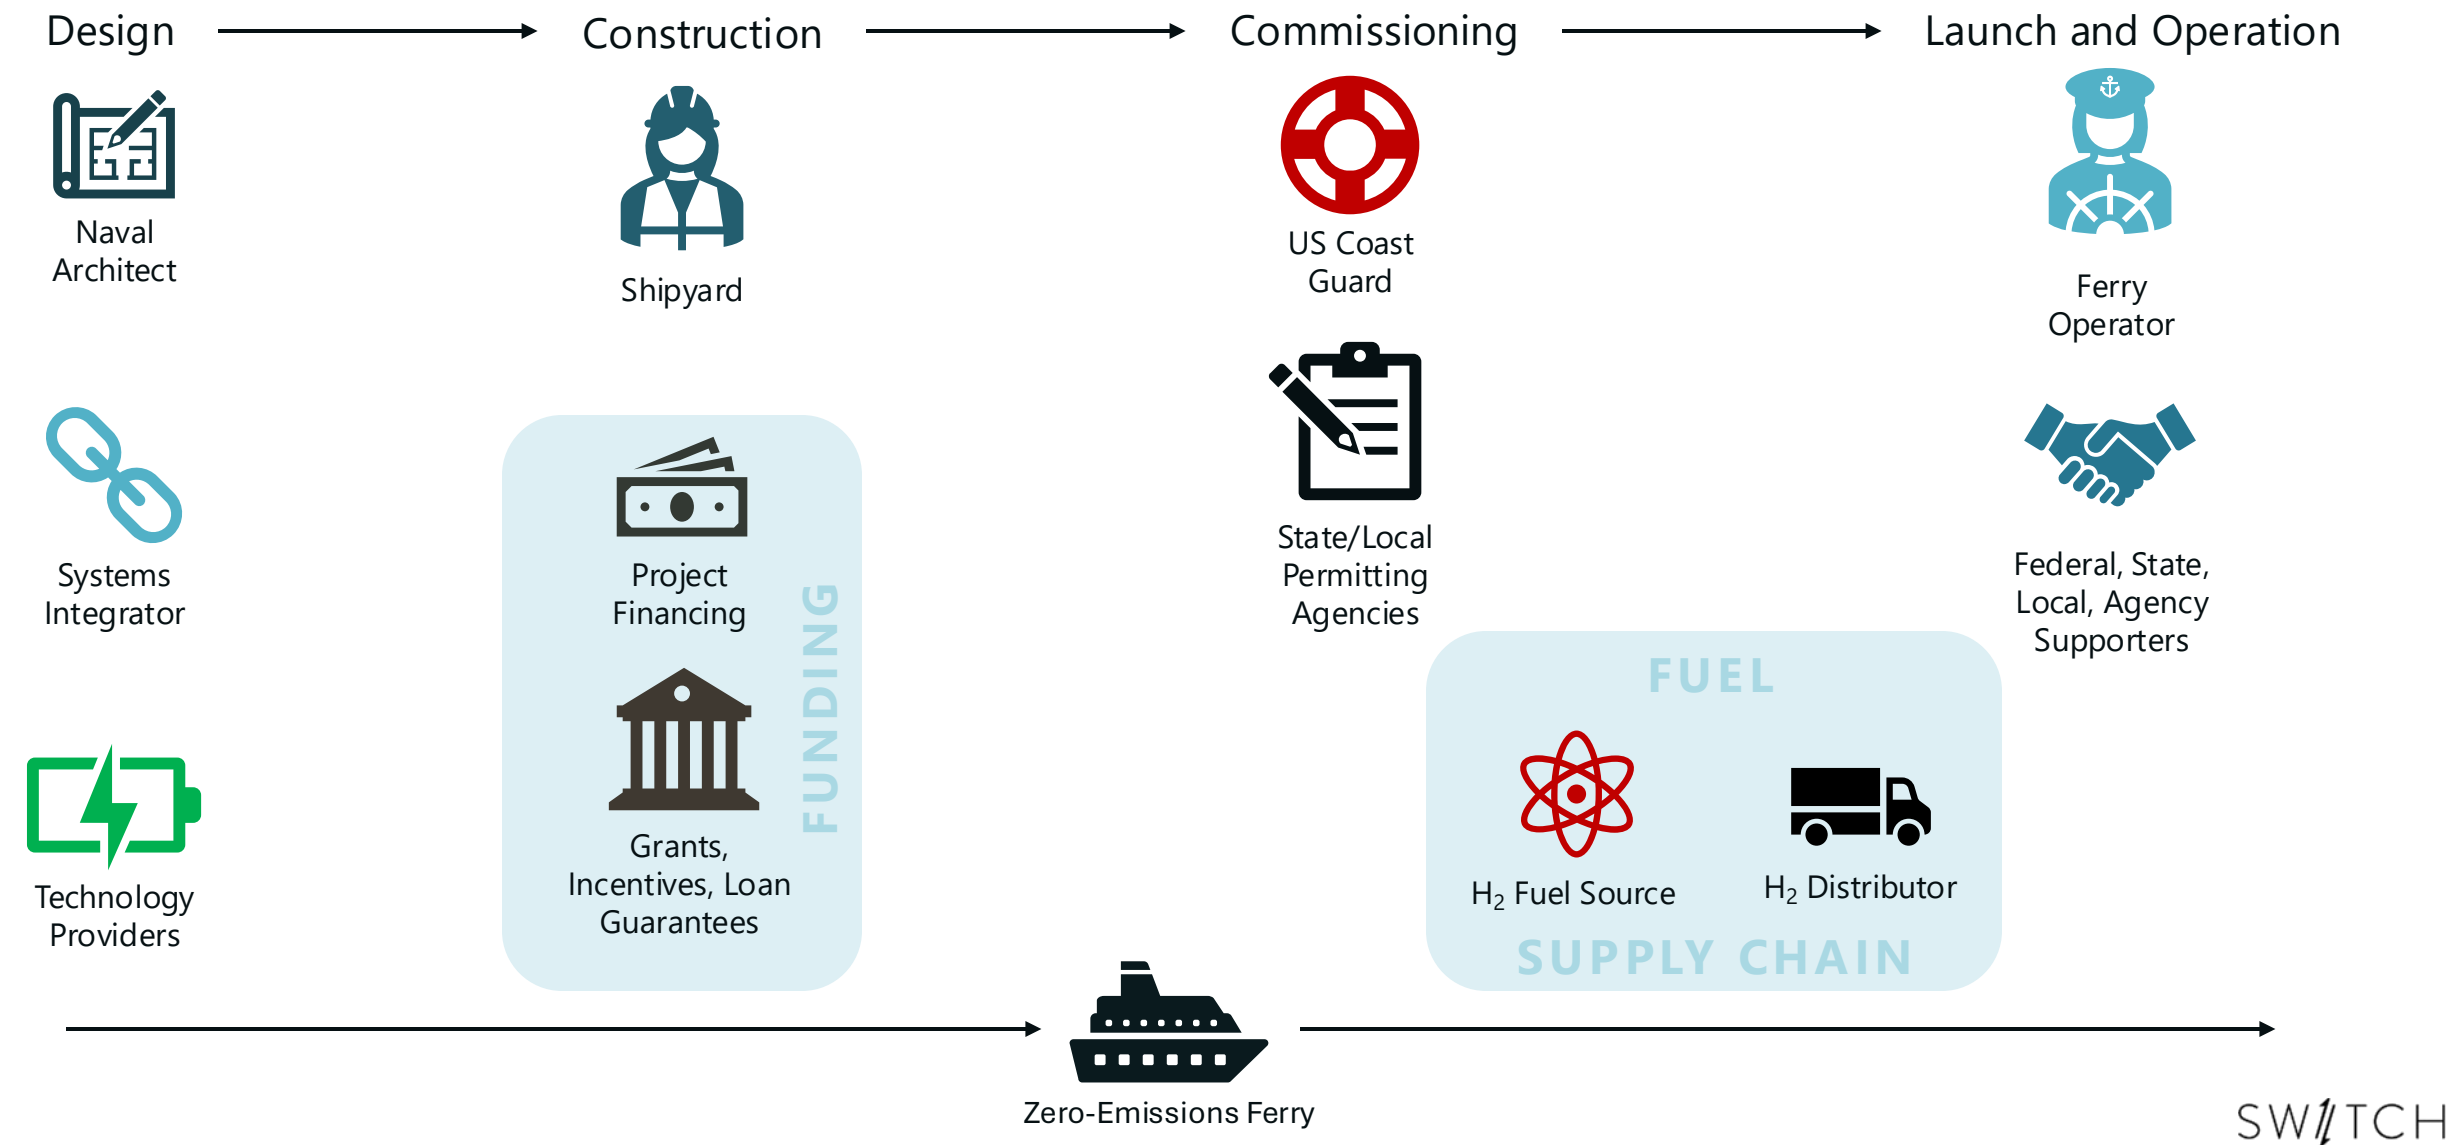 Design
Construction
Commissioning
Launch and Operation
Naval
Architect
Shipyard
US Coast
Guard
Ferry
Operator
Systems
Integrator
Project
Financing
State/Local
Permitting
Agencies
Federal, State,
Local, Agency
Supporters
Technology
Providers
Grants,
Incentives, Loan
Guarantees
FUNDING
FUEL
H₂ Fuel Source
H₂ Distributor
SUPPLY CHAIN
Zero-Emissions Ferry
SWITCH